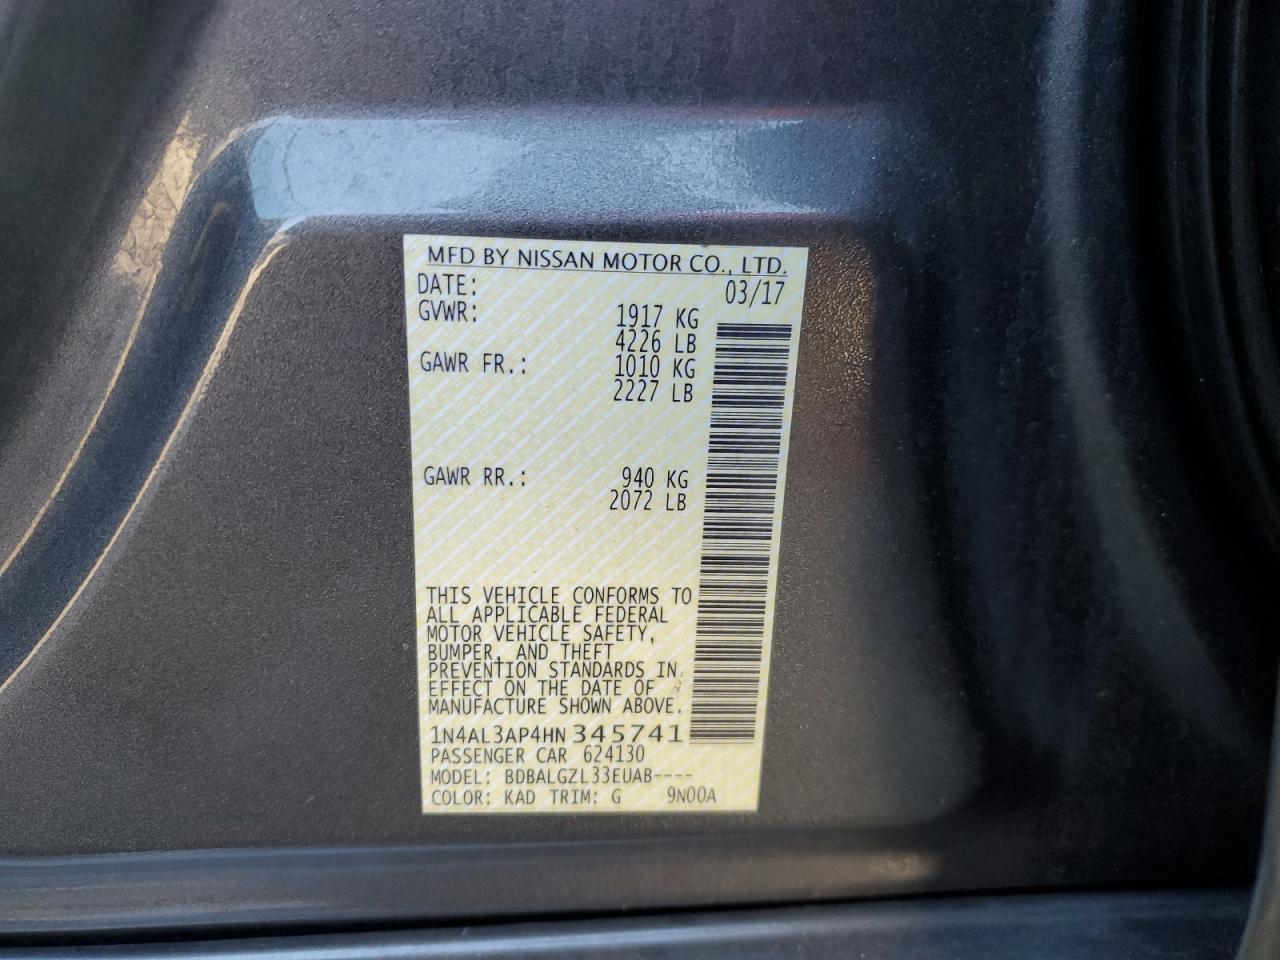 MFD BY NISSAN MOTOR CO., LTD.
DATE: 03/17
GVWR: 1917 KG
4226 LB
GAWR FR.: 1010 KG
2227 LB
GAWR RR.: 940 KG
2072 LB
THIS VEHICLE CONFORMS TO
ALL APPLICABLE FEDERAL
MOTOR VEHICLE SAFETY,
BUMPER, AND THEFT
PREVENTION STANDARDS IN
EFFECT ON THE DATE OF
MANUFACTURE SHOWN ABOVE.
1N4AL3AP4HN 345741
PASSENGER CAR 624130
MODEL: BDBALGZL33EUAB----
COLOR: KAD TRIM: G 9N00A